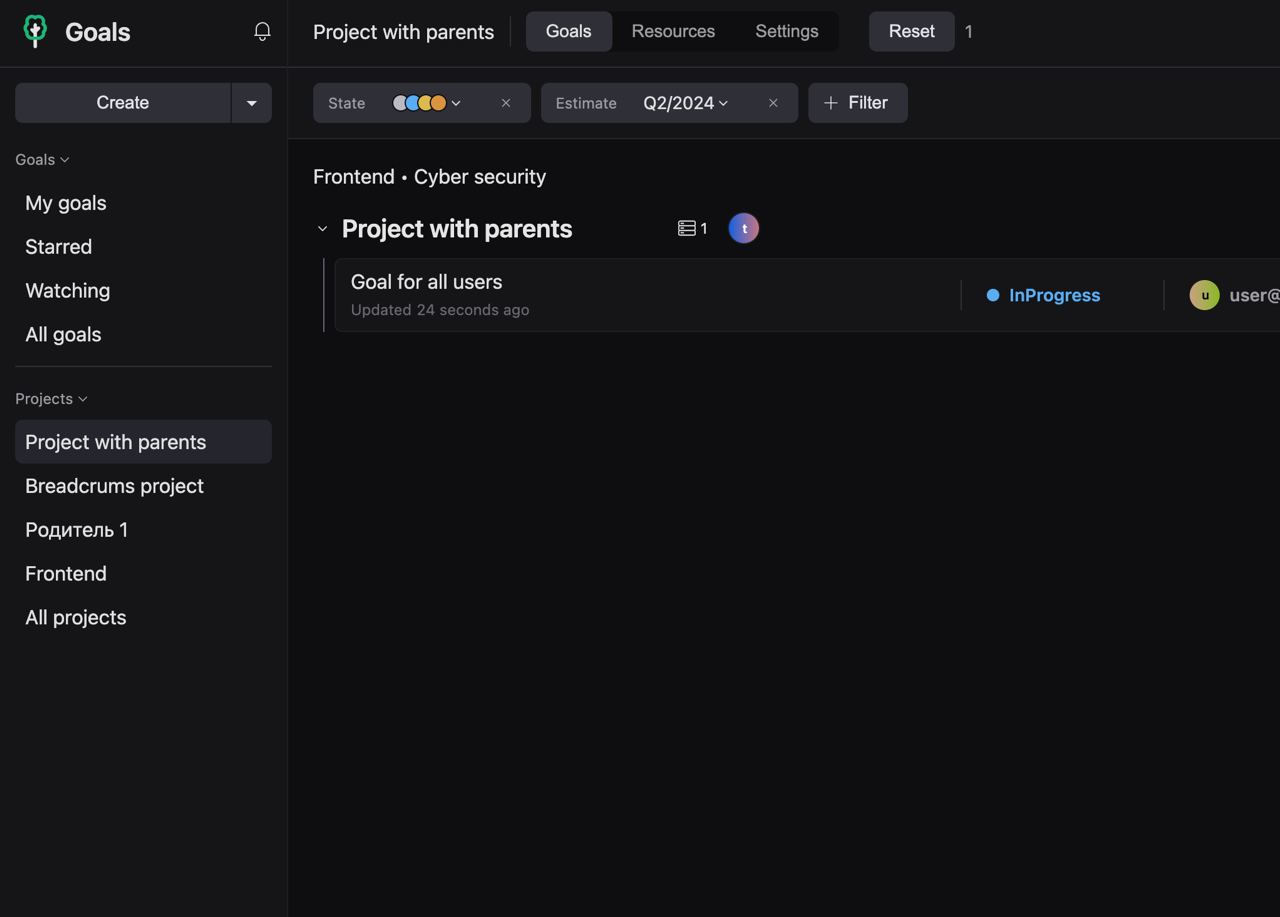 Goals
Create
Goals
My goals
Starred
Watching
All goals
Projects
Project with parents
Breadcrums project
Родитель 1
Frontend
All projects
Project with parents Goals Resources Settings Reset 1
State Estimate Q2/2024 Filter
Frontend • Cyber security
Project with parents 1 t
Goal for all users
Updated 24 seconds ago
InProgress u user@